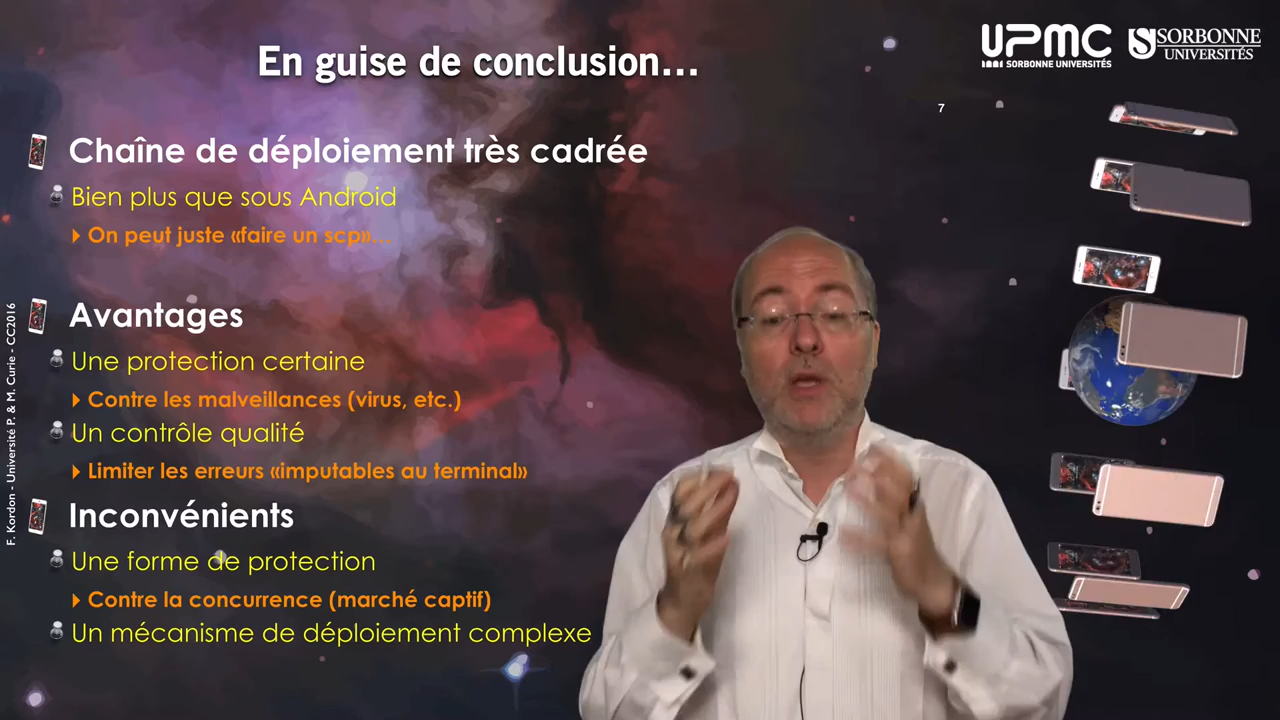 En guise de conclusion...
UPMC
SORBONNE UNIVERSITÉS
SORBONNE
UNIVERSITÉS
7
Chaîne de déploiement très cadrée
Bien plus que sous Android
On peut juste «faire un scp»...
Avantages
Une protection certaine
Contre les malveillances (virus, etc.)
Un contrôle qualité
Limiter les erreurs «imputables au terminal»
Inconvénients
Une forme de protection
Contre la concurrence (marché captif)
Un mécanisme de déploiement complexe
F. Kordon - Université P. & M. Curie - CC2016